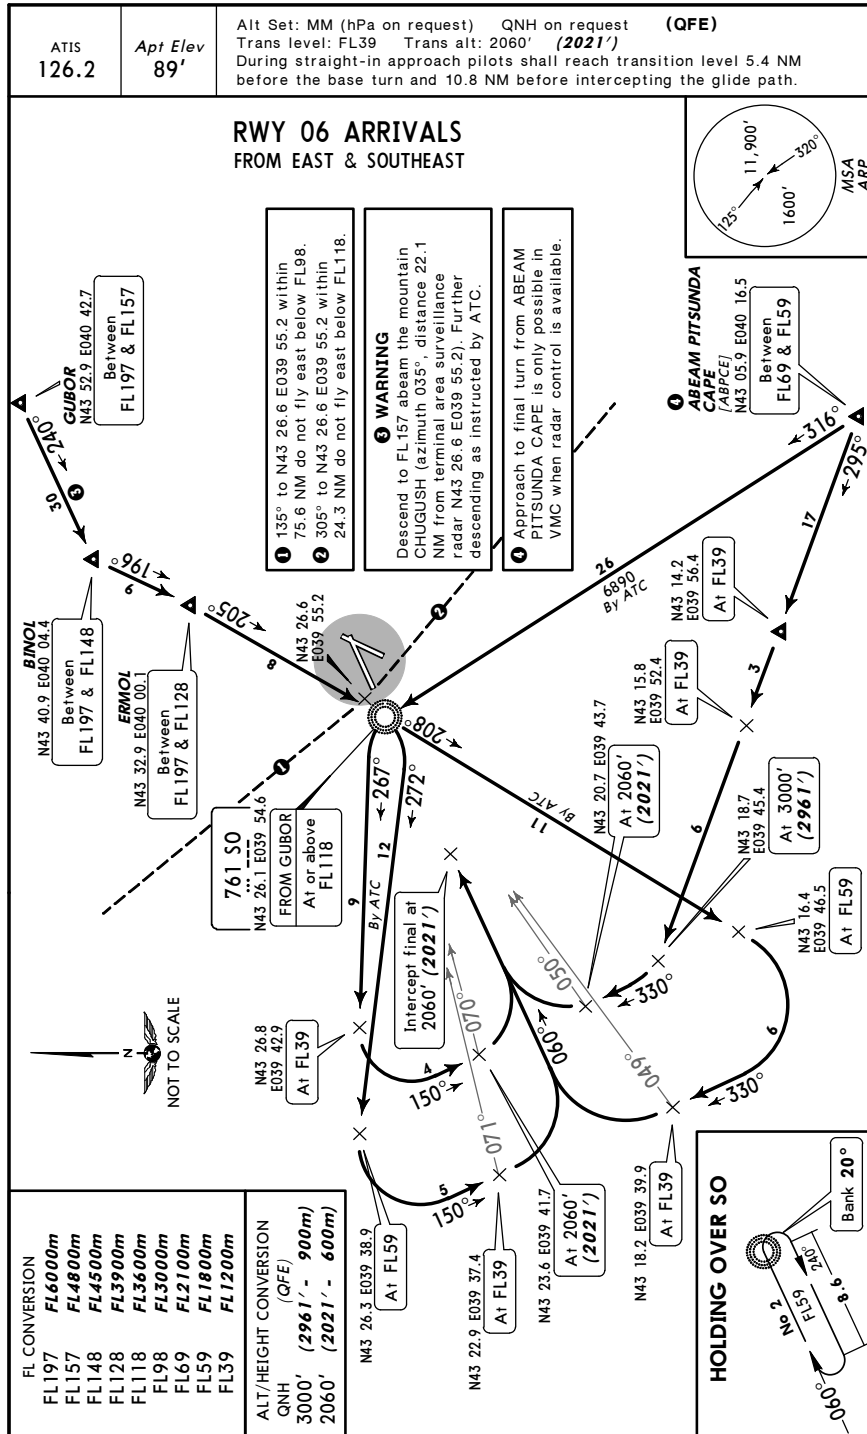 ATIS
126.2
Apt Elev
89'
Alt Set: MM (hPa on request) QNH on request (QFE)
Trans level: FL39 Trans alt: 2060' (2021')
During straight-in approach pilots shall reach transition level 5.4 NM
before the base turn and 10.8 NM before intercepting the glide path.
RWY 06 ARRIVALS
FROM EAST & SOUTHEAST
11,900'
320°
125°
1600'
MSA
ARP
GUBOR
N43 52.9 E040 42.7
Between
FL197 & FL157
240°
30
3
BINOL
N43 40.9 E040 04.4
Between
FL197 & FL148
196°
9
ERMOL
N43 32.9 E040 00.1
Between
FL197 & FL128
205°
8
1 135° to N43 26.6 E039 55.2 within
75.6 NM do not fly east below FL98.
2 305° to N43 26.6 E039 55.2 within
24.3 NM do not fly east below FL118.
3 WARNING
Descend to FL157 abeam the mountain
CHUGUSH (azimuth 035°, distance 22.1
NM from terminal area surveillance
radar N43 26.6 E039 55.2). Further
descending as instructed by ATC.
4 Approach to final turn from ABEAM
PITSUNDA CAPE is only possible in
VMC when radar control is available.
4
ABEAM PITSUNDA
CAPE
[ABPCE]
N43 05.9 E040 16.5
Between
FL69 & FL59
316°
295°
17
26
6890
By ATC
N43 26.6
E039 55.2
1
2
761 SO
N43 26.1 E039 54.6
FROM GUBOR
At or above
FL118
267°
272°
208°
9
12
By ATC
11
By ATC
N43 14.2
E039 56.4
At FL39
3
N43 15.8
E039 52.4
At FL39
6
N43 20.7 E039 43.7
At 2060'
(2021')
N43 18.7
E039 45.4
At 3000'
(2961')
N43 16.4
E039 46.5
At FL59
6
330°
330°
Intercept final at
2060' (2021')
070°
050°
060°
049°
071°
N
NOT TO SCALE
N43 26.8
E039 42.9
At FL39
4
150°
N43 26.3 E039 38.9
At FL59
5
150°
N43 22.9 E039 37.4
At FL39
N43 23.6 E039 41.7
At 2060'
(2021')
N43 18.2 E039 39.9
At FL39
FL CONVERSION
FL197 FL6000m
FL157 FL4800m
FL148 FL4500m
FL128 FL3900m
FL118 FL3600m
FL98 FL3000m
FL69 FL2100m
FL59 FL1800m
FL39 FL1200m
ALT/HEIGHT CONVERSION
QNH (QFE)
3000' (2961' - 900m)
2060' (2021' - 600m)
HOLDING OVER SO
No 2
FL59
240°
8.6
060°
Bank 20°